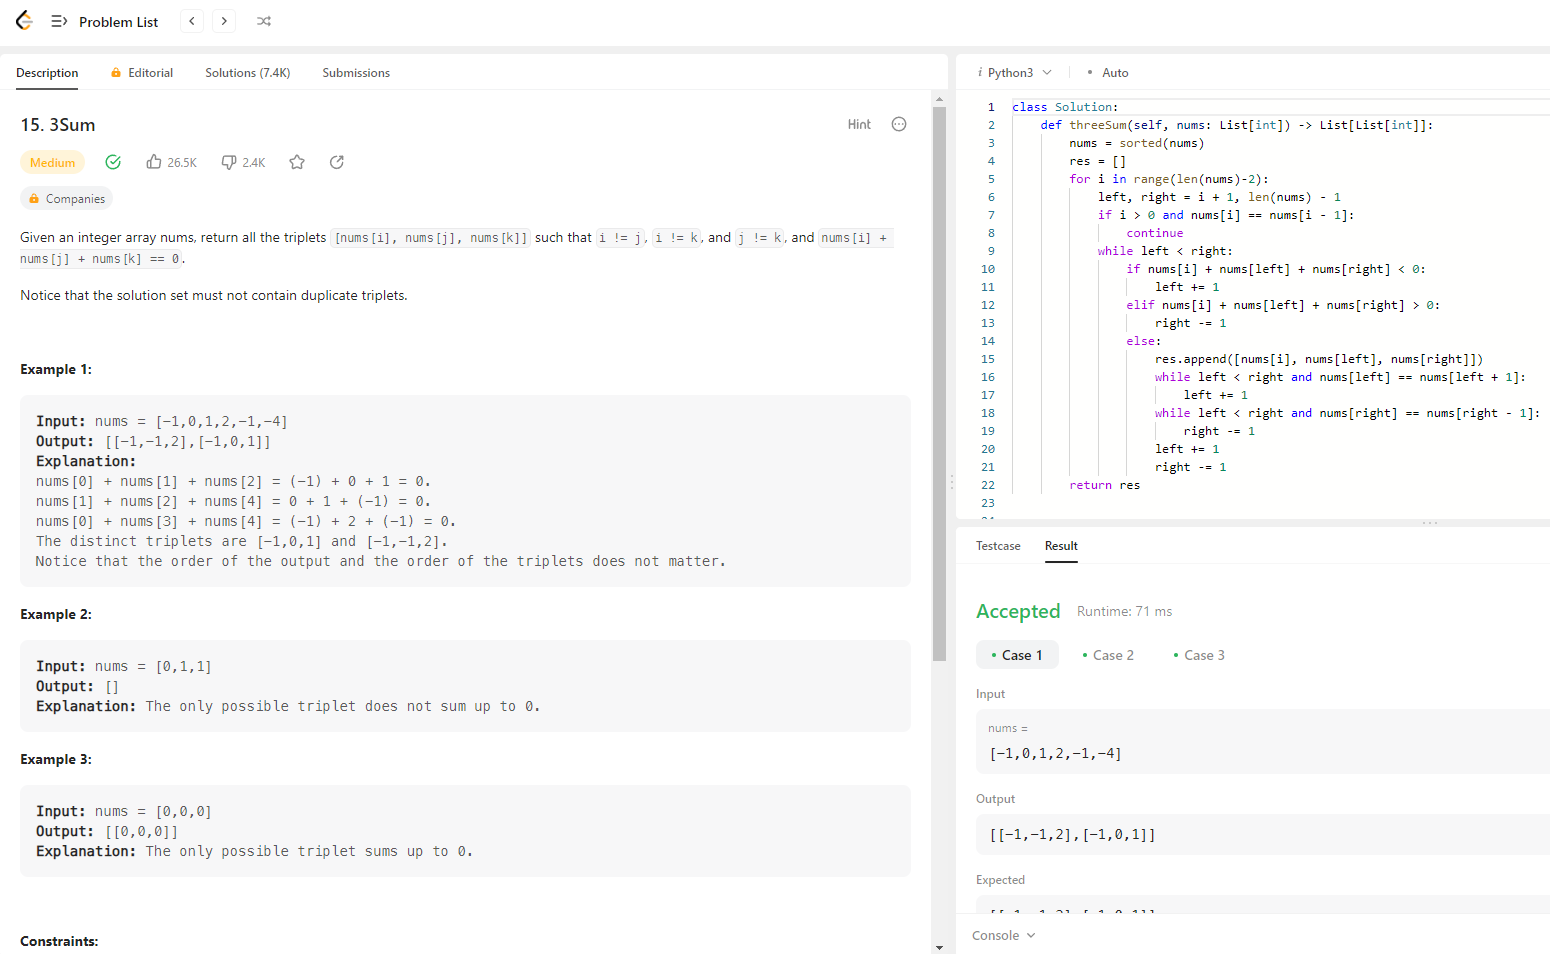 Problem List
Description
Editorial
Solutions (7.4K)
Submissions
15. 3Sum
Hint
Medium
26.5K
2.4K
Companies
Given an integer array nums, return all the triplets [nums[i], nums[j], nums[k]] such that i != j, i != k, and j != k, and nums[i] +
nums[j] + nums[k] == 0.
Notice that the solution set must not contain duplicate triplets.
Example 1:
Input: nums = [-1,0,1,2,-1,-4]
Output: [[-1,-1,2],[-1,0,1]]
Explanation:
nums[0] + nums[1] + nums[2] = (-1) + 0 + 1 = 0.
nums[1] + nums[2] + nums[4] = 0 + 1 + (-1) = 0.
nums[0] + nums[3] + nums[4] = (-1) + 2 + (-1) = 0.
The distinct triplets are [-1,0,1] and [-1,-1,2].
Notice that the order of the output and the order of the triplets does not matter.
Example 2:
Input: nums = [0,1,1]
Output: []
Explanation: The only possible triplet does not sum up to 0.
Example 3:
Input: nums = [0,0,0]
Output: [[0,0,0]]
Explanation: The only possible triplet sums up to 0.
Constraints:
i Python3
• Auto
1 class Solution:
2     def threeSum(self, nums: List[int]) -> List[List[int]]:
3         nums = sorted(nums)
4         res = []
5         for i in range(len(nums)-2):
6             left, right = i + 1, len(nums) - 1
7             if i > 0 and nums[i] == nums[i - 1]:
8                 continue
9             while left < right:
10                 if nums[i] + nums[left] + nums[right] < 0:
11                     left += 1
12                 elif nums[i] + nums[left] + nums[right] > 0:
13                     right -= 1
14                 else:
15                     res.append([nums[i], nums[left], nums[right]])
16                     while left < right and nums[left] == nums[left + 1]:
17                         left += 1
18                     while left < right and nums[right] == nums[right - 1]:
19                         right -= 1
20                     left += 1
21                     right -= 1
22         return res
23
Testcase
Result
Accepted
Runtime: 71 ms
• Case 1
• Case 2
• Case 3
Input
nums =
[-1,0,1,2,-1,-4]
Output
[[-1,-1,2],[-1,0,1]]
Expected
Console